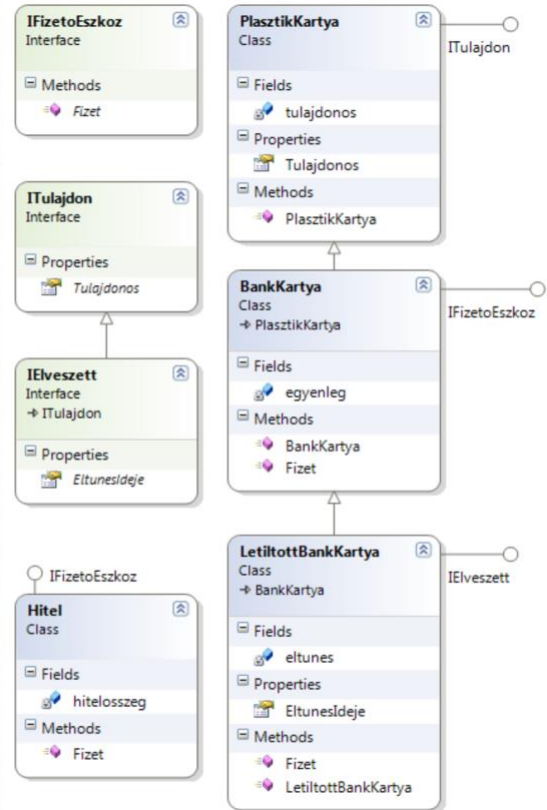 IFizetoEszkoz
Interface
Methods
Fizet
ITulajdon
Interface
Properties
Tulajdonos
IElveszett
Interface
ITulajdon
Properties
EltunesIdeje
IFizetoEszkoz
Hitel
Class
Fields
hitelosszeg
Methods
Fizet
PlasztikKartya
Class
Fields
tulajdonos
Properties
Tulajdonos
Methods
PlasztikKartya
ITulajdon
BankKartya
Class
PlasztikKartya
Fields
egyenleg
Methods
BankKartya
Fizet
IFizetoEszkoz
LetiltottBankKartya
Class
BankKartya
Fields
eltunes
Properties
EltunesIdeje
Methods
Fizet
LetiltottBankKartya
IElveszett